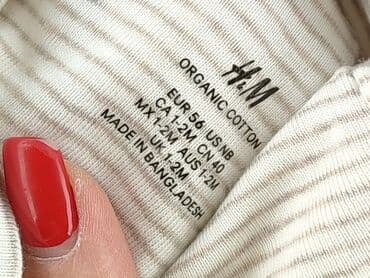 H&M
ORGANIC COTTON
EUR 56 US NB
CA 1-2M CN 40
MX 1-2M AUS 1-2M
UK 1-2M
MADE IN BANGLADESH